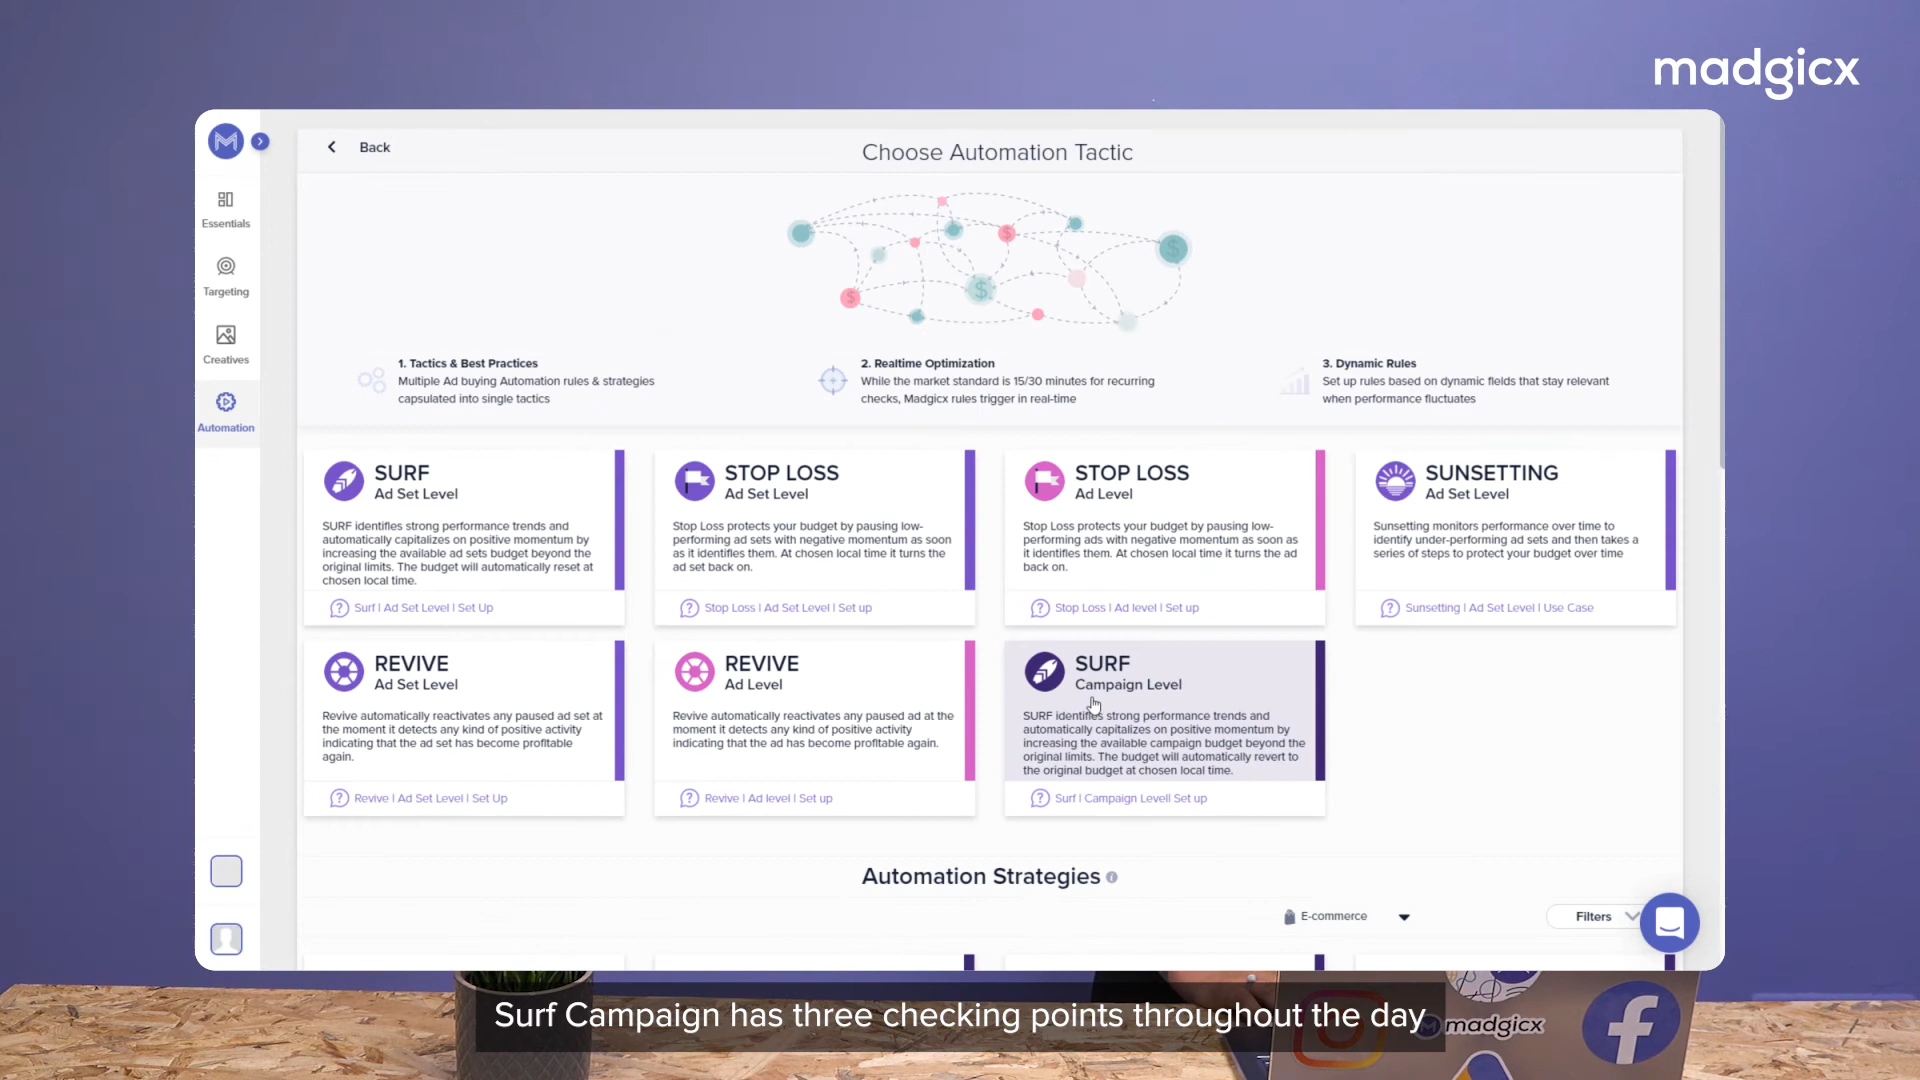 madgicx
Back
Choose Automation Tactic
Essentials
Targeting
Creatives
Automation
1. Tactics & Best Practices
Multiple Ad buying Automation rules & strategies
capsulated into single tactics
2. Realtime Optimization
While the market standard is 15/30 minutes for recurring
checks, Madgicx rules trigger in real-time
3. Dynamic Rules
Set up rules based on dynamic fields that stay relevant
when performance fluctuates
SURF
Ad Set Level
SURF identifies strong performance trends and
automatically capitalizes on positive momentum by
increasing the available ad sets budget beyond the
original limits. The budget will automatically reset at
chosen local time.
Surf | Ad Set Level | Set Up
STOP LOSS
Ad Set Level
Stop Loss protects your budget by pausing low-
performing ad sets with negative momentum as soon
as it identifies them. At chosen local time it turns the
ad set back on.
Stop Loss | Ad Set Level | Set up
STOP LOSS
Ad Level
Stop Loss protects your budget by pausing low-
performing ads with negative momentum as soon as
it identifies them. At chosen local time it turns the ad
back on.
Stop Loss | Ad level | Set up
SUNSETTING
Ad Set Level
Sunsetting monitors performance over time to
identify under-performing ad sets and then takes a
series of steps to protect your budget over time
Sunsetting | Ad Set Level | Use Case
REVIVE
Ad Set Level
Revive automatically reactivates any paused ad set at
the moment it detects any kind of positive activity
indicating that the ad set has become profitable
again.
Revive | Ad Set Level | Set Up
REVIVE
Ad Level
Revive automatically reactivates any paused ad at the
moment it detects any kind of positive activity
indicating that the ad has become profitable again.
Revive | Ad level | Set up
SURF
Campaign Level
SURF identifies strong performance trends and
automatically capitalizes on positive momentum by
increasing the available campaign budget beyond the
original limits. The budget will automatically revert to
the original budget at chosen local time.
Surf | Campaign Level| Set up
Automation Strategies
E-commerce
Filters
Surf Campaign has three checking points throughout the day
madgicx